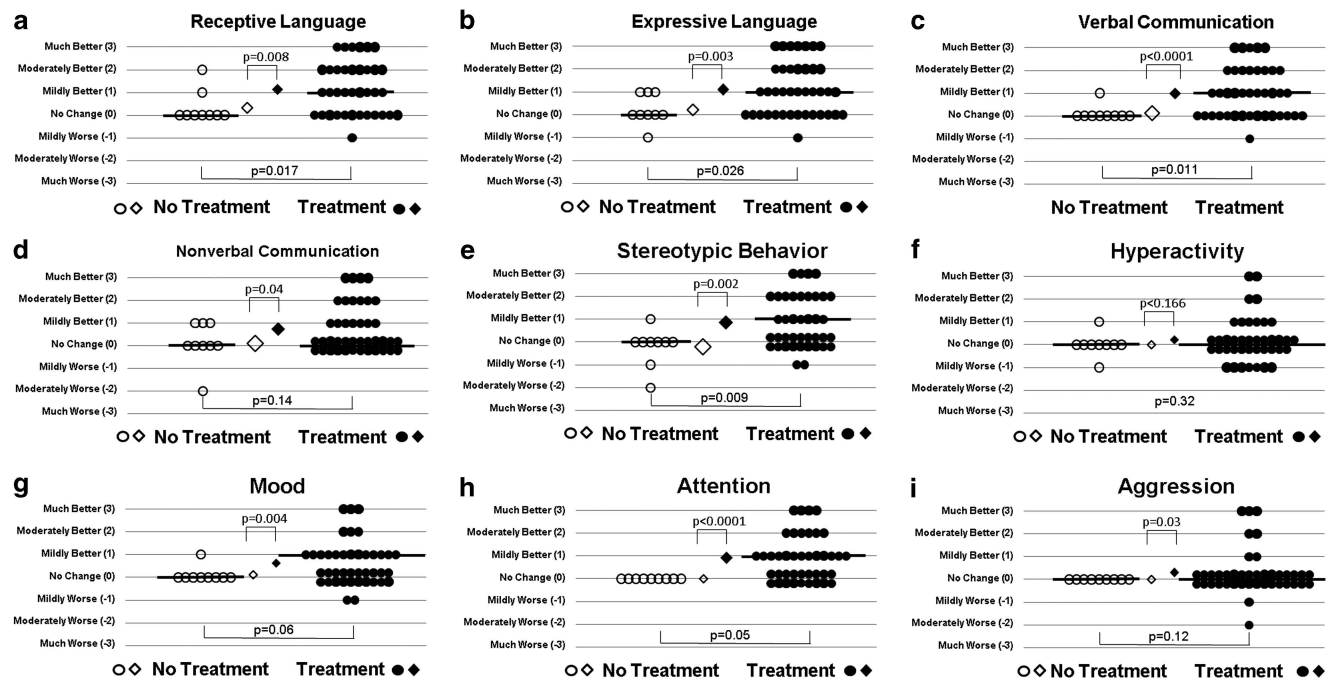 a Receptive Language
Much Better (3)
p=0.008
Moderately Better (2)
Mildly Better (1)
No Change (0)
Mildly Worse (-1)
Moderately Worse (-2)
p=0.017
Much Worse (-3)
No Treatment Treatment
b Expressive Language
Much Better (3)
p=0.003
Moderately Better (2)
Mildly Better (1)
No Change (0)
Mildly Worse (-1)
Moderately Worse (-2)
p=0.026
Much Worse (-3)
No Treatment Treatment
c Verbal Communication
Much Better (3)
p<0.0001
Moderately Better (2)
Mildly Better (1)
No Change (0)
Mildly Worse (-1)
Moderately Worse (-2)
p=0.011
Much Worse (-3)
No Treatment Treatment
d Nonverbal Communication
Much Better (3)
p=0.04
Moderately Better (2)
Mildly Better (1)
No Change (0)
Mildly Worse (-1)
Moderately Worse (-2)
p=0.14
Much Worse (-3)
No Treatment Treatment
e Stereotypic Behavior
Much Better (3)
p=0.002
Moderately Better (2)
Mildly Better (1)
No Change (0)
Mildly Worse (-1)
Moderately Worse (-2)
p=0.009
Much Worse (-3)
No Treatment Treatment
f Hyperactivity
Much Better (3)
Moderately Better (2)
p<0.166
Mildly Better (1)
No Change (0)
Mildly Worse (-1)
Moderately Worse (-2)
p=0.32
Much Worse (-3)
No Treatment Treatment
g Mood
Much Better (3)
p=0.004
Moderately Better (2)
Mildly Better (1)
No Change (0)
Mildly Worse (-1)
Moderately Worse (-2)
p=0.06
Much Worse (-3)
No Treatment Treatment
h Attention
Much Better (3)
p<0.0001
Moderately Better (2)
Mildly Better (1)
No Change (0)
Mildly Worse (-1)
Moderately Worse (-2)
p=0.05
Much Worse (-3)
No Treatment Treatment
i Aggression
Much Better (3)
p=0.03
Moderately Better (2)
Mildly Better (1)
No Change (0)
Mildly Worse (-1)
Moderately Worse (-2)
p=0.12
Much Worse (-3)
No Treatment Treatment